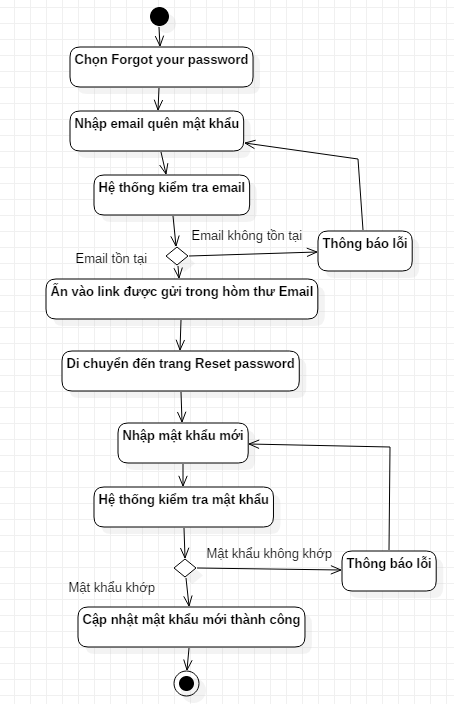 Chọn Forgot your password
Nhập email quên mật khẩu
Hệ thống kiểm tra email
Email không tồn tại
Thông báo lỗi
Email tồn tại
Ấn vào link được gửi trong hòm thư Email
Di chuyển đến trang Reset password
Nhập mật khẩu mới
Hệ thống kiểm tra mật khẩu
Mật khẩu không khớp
Thông báo lỗi
Mật khẩu khớp
Cập nhật mật khẩu mới thành công